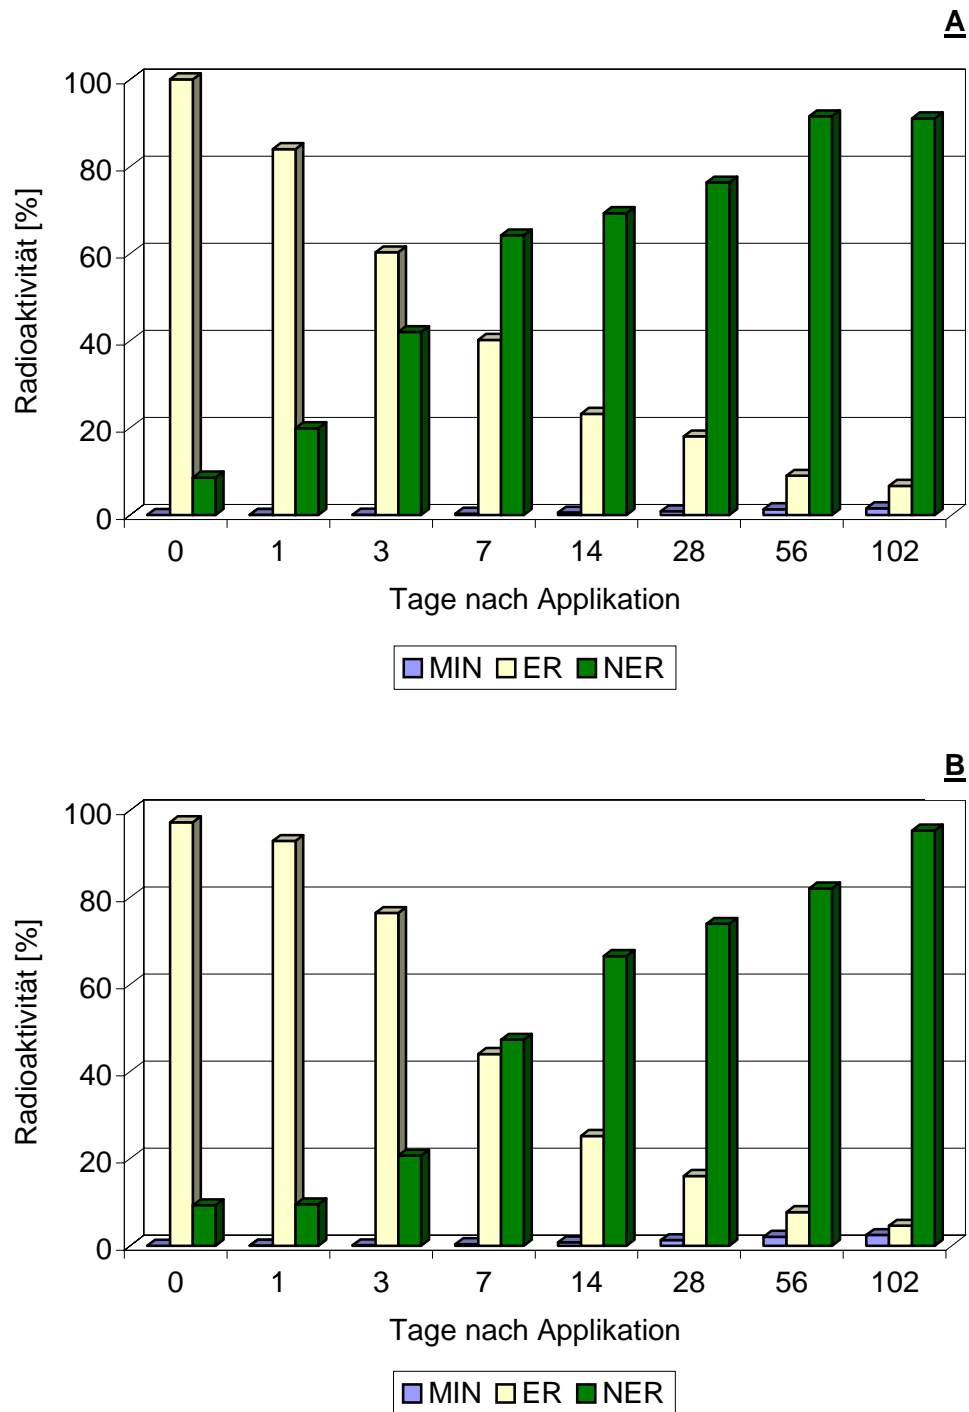 A
100
80
60
40
20
0
Radioaktivität [%]
0 1 3 7 14 28 56 102
Tage nach Applikation
MIN ER NER
B
100
80
60
40
20
0
Radioaktivität [%]
0 1 3 7 14 28 56 102
Tage nach Applikation
MIN ER NER